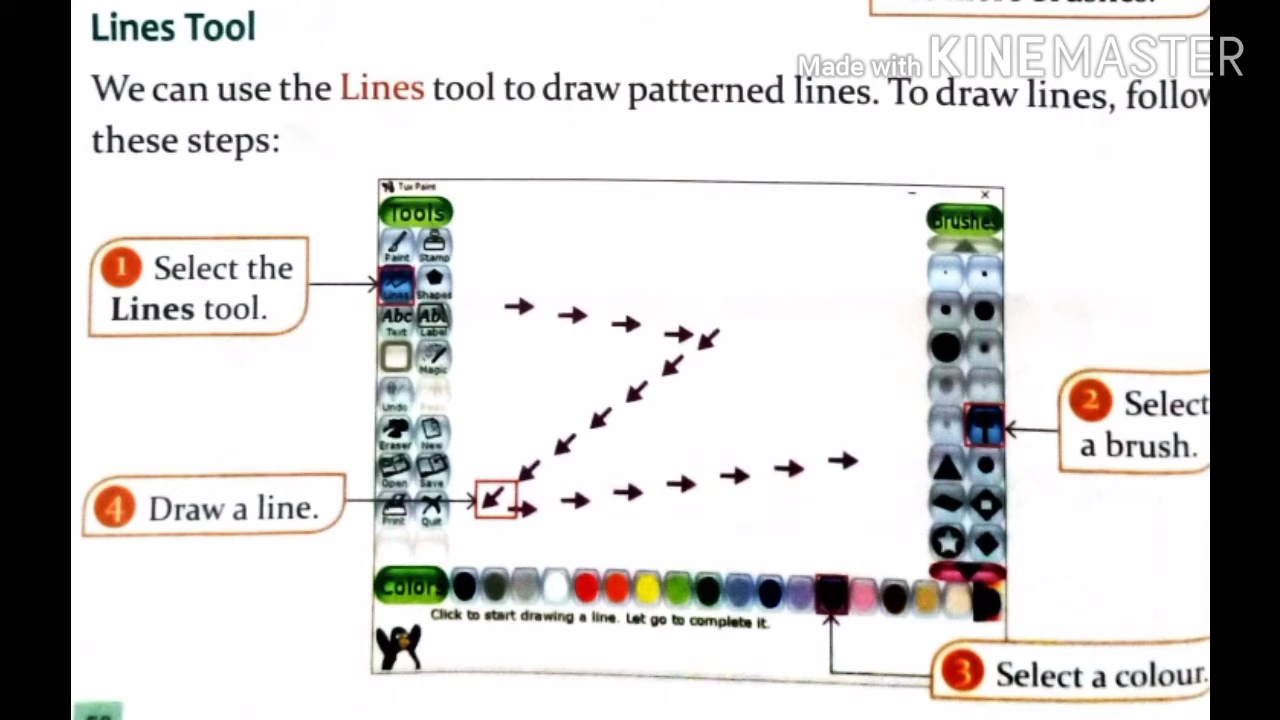 Lines Tool
Made with KINEMASTER
We can use the Lines tool to draw patterned lines. To draw lines, follow
these steps:
Tux Paint
Tools
Brushes
Paint Stamp
1 Select the
Lines tool.
Lines Shapes
Abc Abc
Text Label
Magic
Undo Redo
2 Select
a brush.
Eraser New
Open Save
4 Draw a line.
Print Quit
Colors
Click to start drawing a line. Let go to complete it.
3 Select a colour.